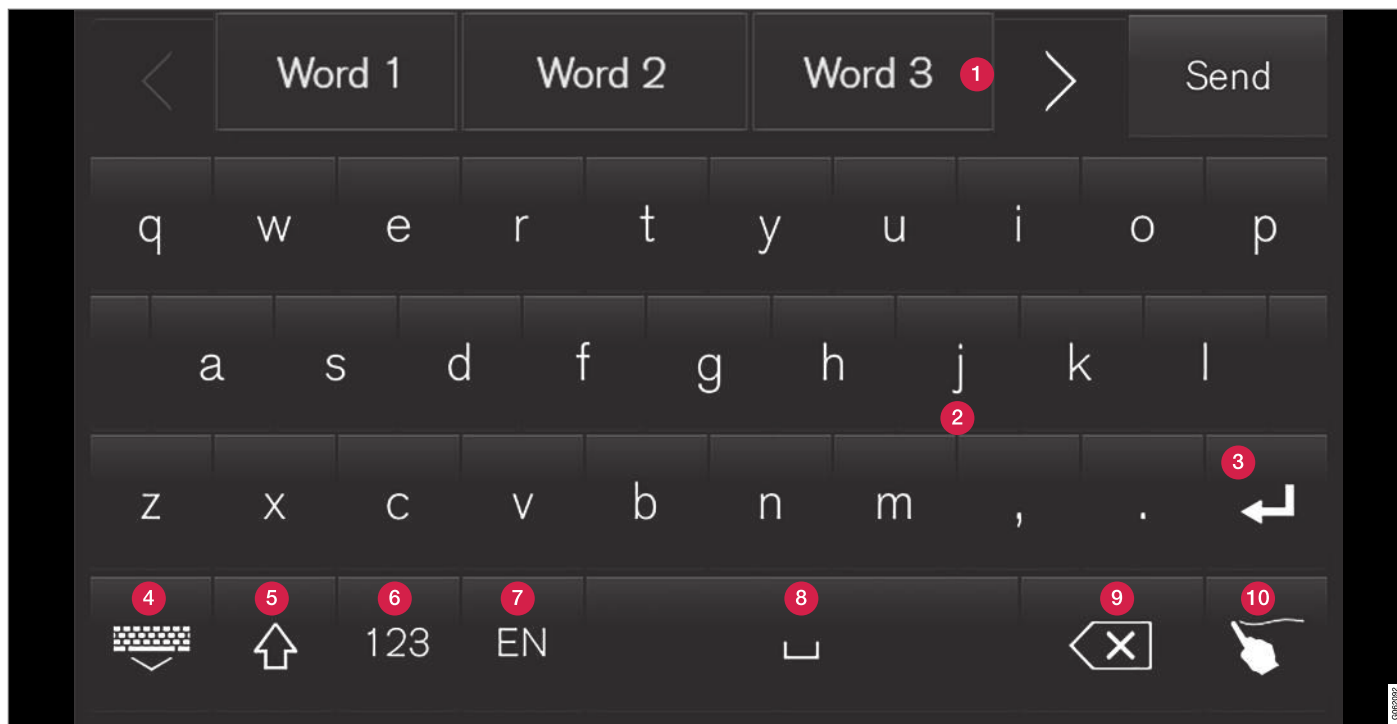 Word 1 Word 2 Word 3 1 Send
q w e r t y u i o p
a s d f g h j k l
2
3
z x c v b n m , .
4 5 6 7 8 9 10
123 EN